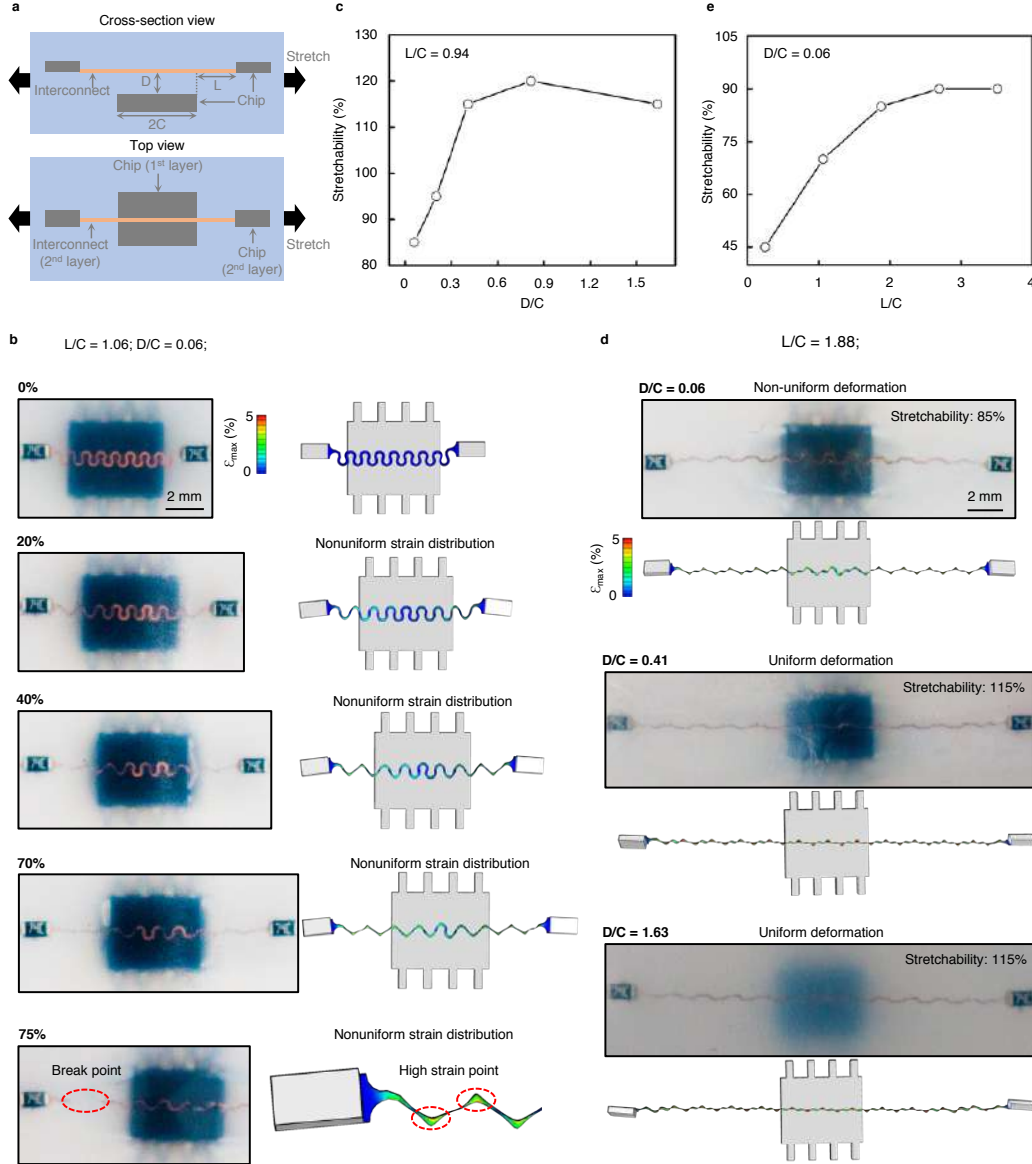 a
Cross-section view
Stretch
Interconnect
D
L
Chip
2C
Top view
Chip (1st layer)
Interconnect
(2nd layer)
Chip
(2nd layer)
Stretch
c
L/C = 0.94
Stretchability (%)
130
120
110
100
90
80
0
0.3
0.6
0.9
1.2
1.5
D/C
e
D/C = 0.06
Stretchability (%)
105
90
75
60
45
0
1
2
3
4
L/C
b
L/C = 1.06; D/C = 0.06;
0%
2 mm
5
0
εmax (%)
20%
Nonuniform strain distribution
40%
Nonuniform strain distribution
70%
Nonuniform strain distribution
75%
Nonuniform strain distribution
Break point
High strain point
d
L/C = 1.88;
D/C = 0.06
Non-uniform deformation
Stretchability: 85%
2 mm
5
0
εmax (%)
D/C = 0.41
Uniform deformation
Stretchability: 115%
D/C = 1.63
Uniform deformation
Stretchability: 115%